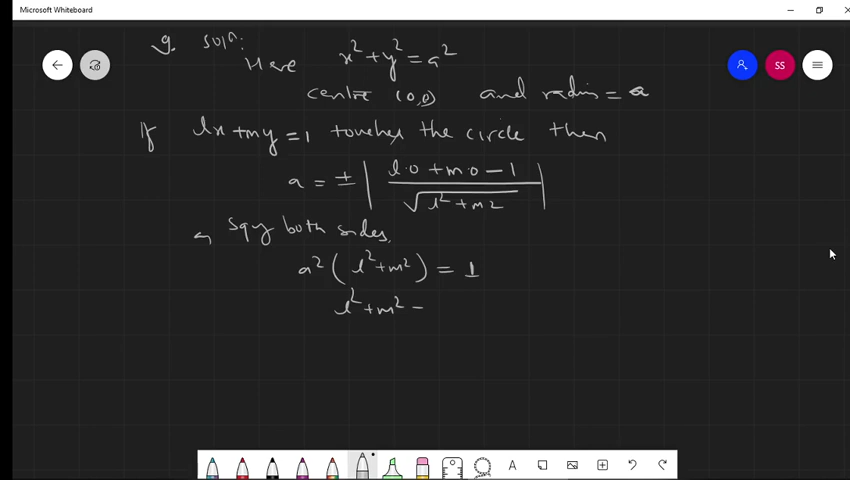 Microsoft Whiteboard
9. Solⁿ:
Here x² + y² = a²
centre (0,0) and radius = a
SS
If lx + my = 1 touches the circle then
a = ± | l·0 + m·0 − 1 / √l² + m2 |
Sqy both sides,
a² ( l² + m² ) = 1
l² + m² -
A